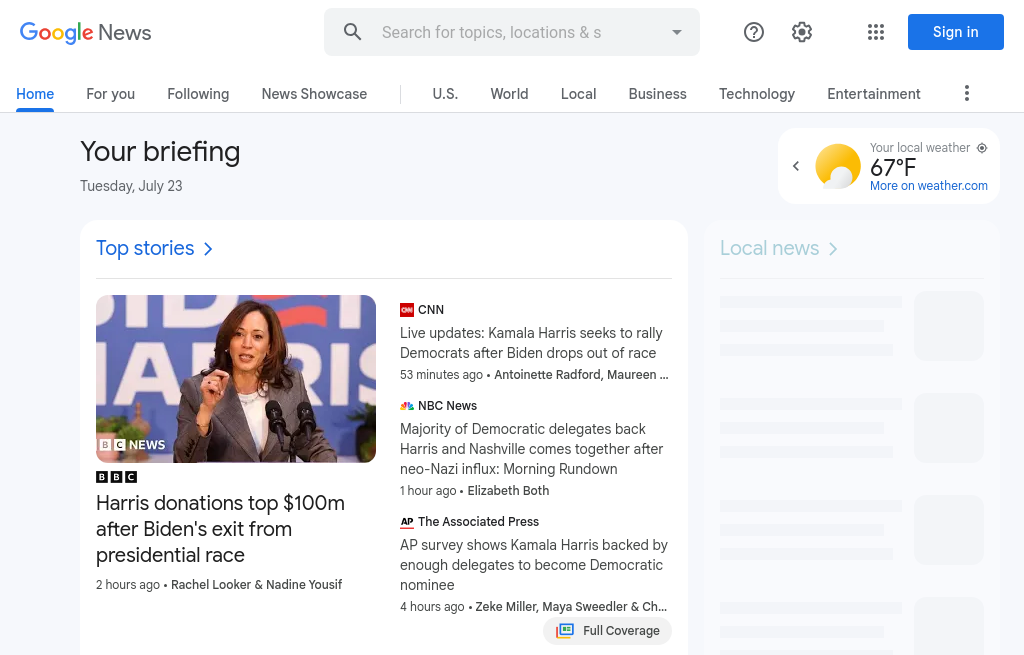 Google News
Search for topics, locations & s
Sign in
Home
For you
Following
News Showcase
U.S.
World
Local
Business
Technology
Entertainment
Your briefing
Tuesday, July 23
Your local weather
67°F
More on weather.com
Top stories
BID
HARRIS
BBC NEWS
BBC
Harris donations top $100m
after Biden's exit from
presidential race
2 hours ago • Rachel Looker & Nadine Yousif
CNN
CNN
Live updates: Kamala Harris seeks to rally
Democrats after Biden drops out of race
53 minutes ago • Antoinette Radford, Maureen ...
NBC News
Majority of Democratic delegates back
Harris and Nashville comes together after
neo-Nazi influx: Morning Rundown
1 hour ago • Elizabeth Both
AP The Associated Press
AP survey shows Kamala Harris backed by
enough delegates to become Democratic
nominee
4 hours ago • Zeke Miller, Maya Sweedler & Ch...
Full Coverage
Local news